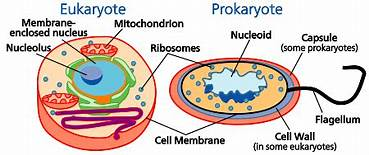 Eukaryote
Prokaryote
Membrane-
enclosed nucleus
Nucleolus
Mitochondrion
Ribosomes
Nucleoid
Capsule
(some prokaryotes)
Cell Membrane
Flagellum
Cell Wall
(in some eukaryotes)